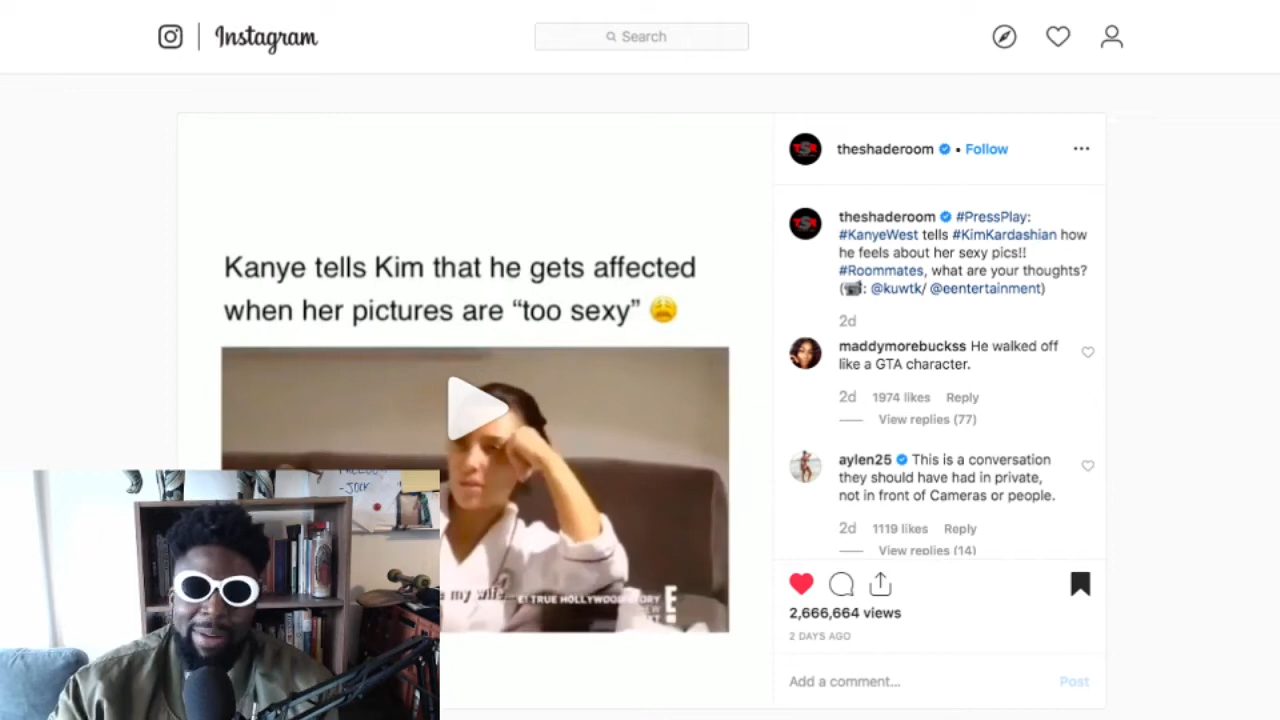 Instagram
Search
Kanye tells Kim that he gets affected
when her pictures are “too sexy” 😩
my wife...
E! TRUE HOLLYWOOD STORY
E
-JOCK
TSR
theshaderoom • Follow
...
TSR
theshaderoom #PressPlay:
#KanyeWest tells #KimKardashian how
he feels about her sexy pics!!
#Roommates, what are your thoughts?
(📹: @kuwtk/ @eentertainment)
2d
maddymorebuckss He walked off
like a GTA character.
2d 1974 likes Reply
View replies (77)
aylen25 This is a conversation
they should have had in private,
not in front of Cameras or people.
2d 1119 likes Reply
View replies (14)
2,666,664 views
2 DAYS AGO
Add a comment... Post